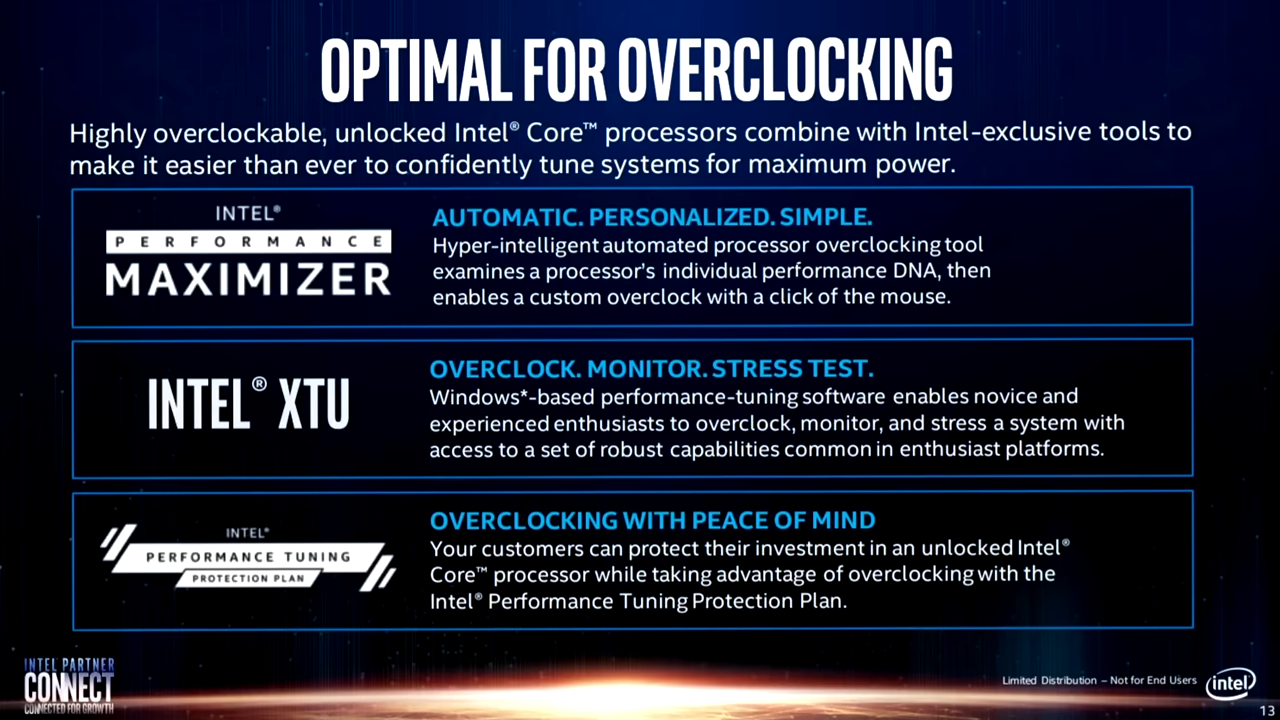 OPTIMAL FOR OVERCLOCKING
Highly overclockable, unlocked Intel® Core™ processors combine with Intel-exclusive tools to
make it easier than ever to confidently tune systems for maximum power.
INTEL®
PERFORMANCE
MAXIMIZER
AUTOMATIC. PERSONALIZED. SIMPLE.
Hyper-intelligent automated processor overclocking tool
examines a processor's individual performance DNA, then
enables a custom overclock with a click of the mouse.
INTEL® XTU
OVERCLOCK. MONITOR. STRESS TEST.
Windows*-based performance-tuning software enables novice and
experienced enthusiasts to overclock, monitor, and stress a system with
access to a set of robust capabilities common in enthusiast platforms.
INTEL®
PERFORMANCE TUNING
PROTECTION PLAN
OVERCLOCKING WITH PEACE OF MIND
Your customers can protect their investment in an unlocked Intel®
Core™ processor while taking advantage of overclocking with the
Intel® Performance Tuning Protection Plan.
INTEL PARTNER
CONNECT
CONNECTED FOR GROWTH
Limited Distribution – Not for End Users
intel
13